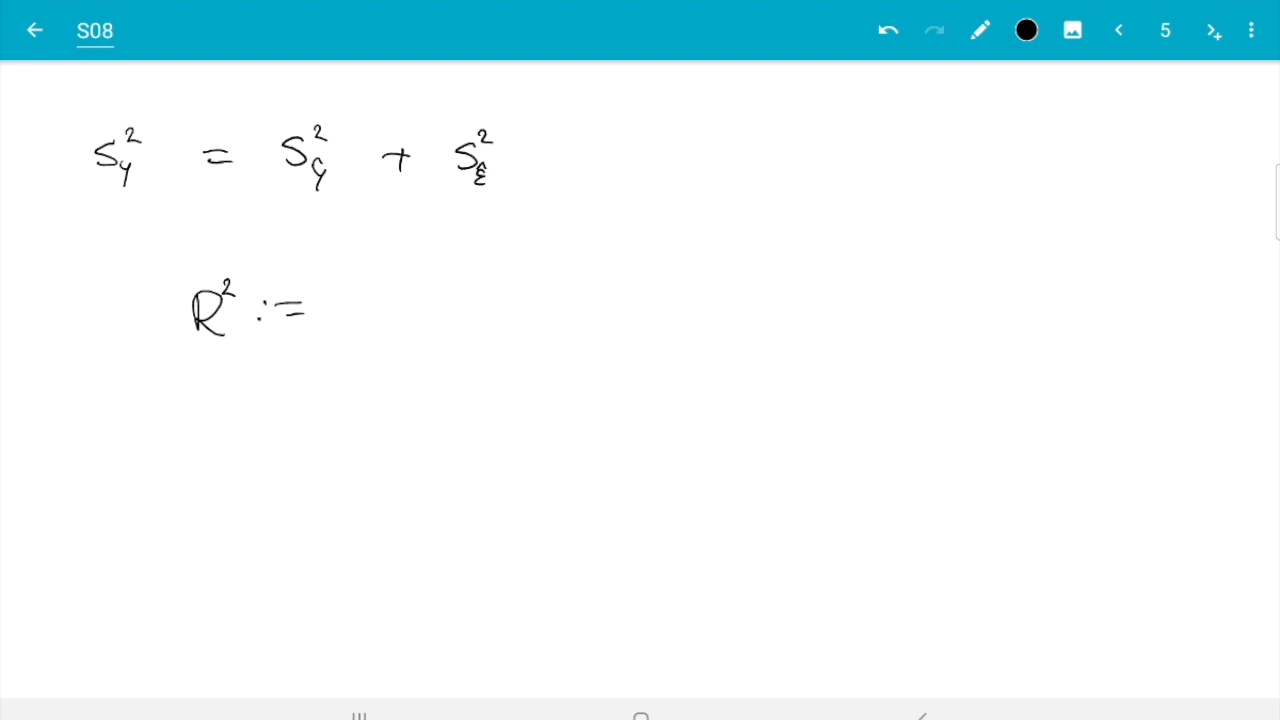 S08
5
S_y^2 = S_ŷ^2 + S_ε̂^2
R^2 :=